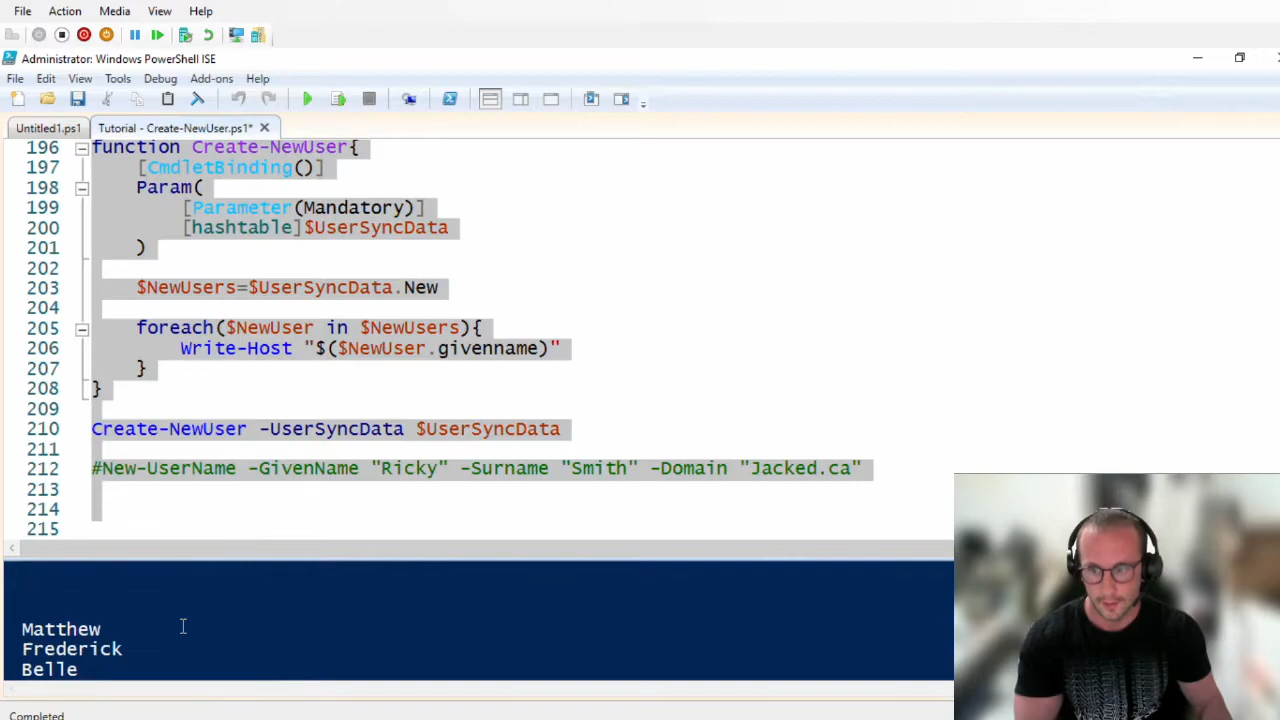 File Action Media View Help
Administrator: Windows PowerShell ISE
File Edit View Tools Debug Add-ons Help
Untitled1.ps1 Tutorial - Create-NewUser.ps1* X
196 function Create-NewUser{
197 [CmdletBinding()]
198 Param(
199 [Parameter(Mandatory)]
200 [hashtable]$UserSyncData
201 )
202
203 $NewUsers=$UserSyncData.New
204
205 foreach($NewUser in $NewUsers){
206 Write-Host "$($NewUser.givenname)"
207 }
208 }
209
210 Create-NewUser -UserSyncData $UserSyncData
211
212 #New-UserName -GivenName "Ricky" -Surname "Smith" -Domain "Jacked.ca"
213
214
215
Matthew
Frederick
Belle
Completed